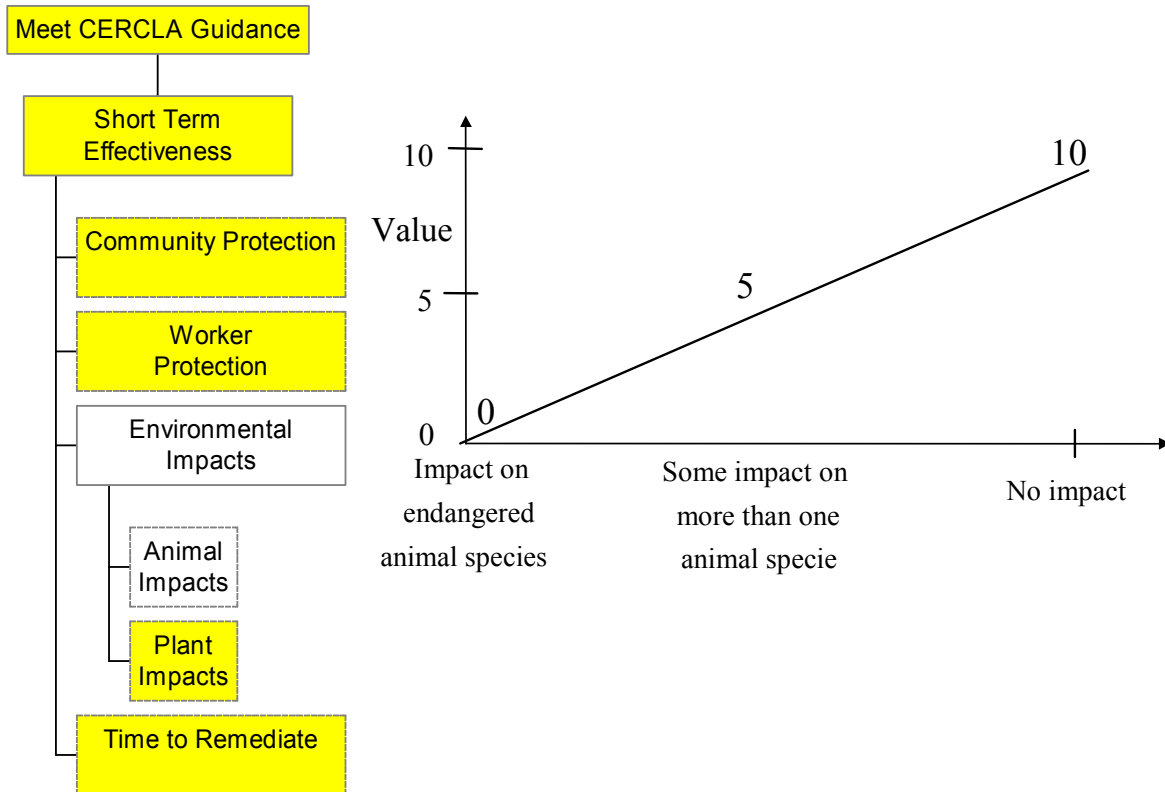 Meet CERCLA Guidance
Short Term
Effectiveness
Community Protection
Worker
Protection
Environmental
Impacts
Animal
Impacts
Plant
Impacts
Time to Remediate
10
Value
5
0
0
5
10
Impact on
endangered
animal species
Some impact on
more than one
animal specie
No impact